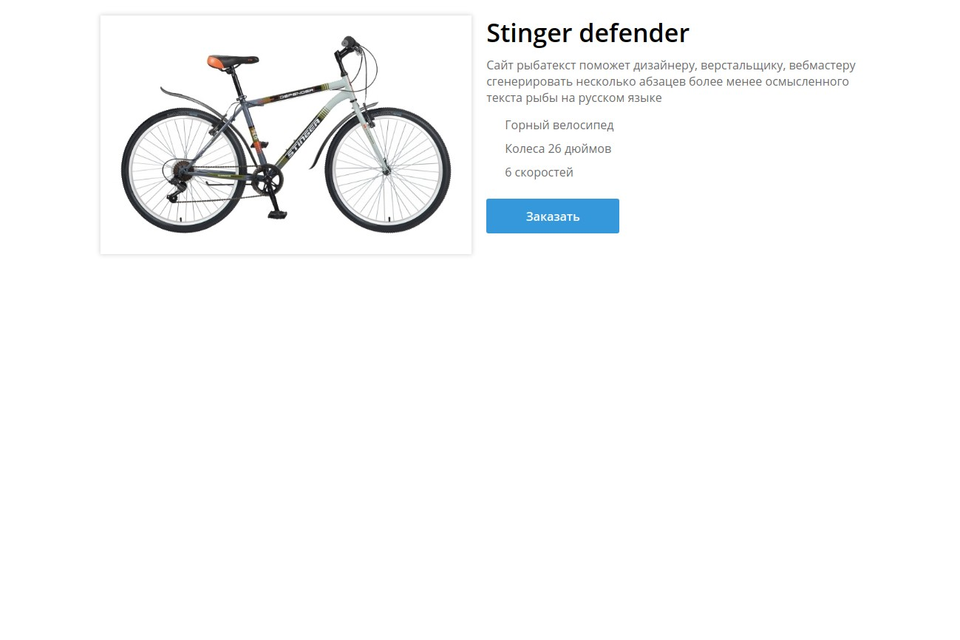 Stinger defender
Сайт рыбатекст поможет дизайнеру, верстальщику, вебмастеру
сгенерировать несколько абзацев более менее осмысленного
текста рыбы на русском языке
Горный велосипед
Колеса 26 дюймов
6 скоростей
Заказать
DEFENDER
STINGER